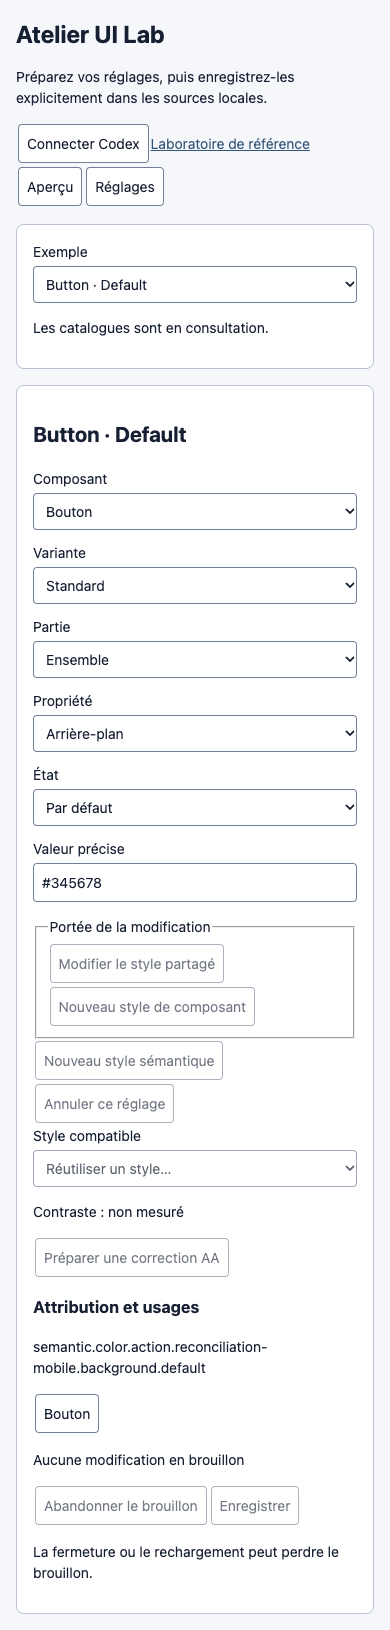 Atelier UI Lab
Préparez vos réglages, puis enregistrez-les
explicitement dans les sources locales.
Connecter Codex Laboratoire de référence
Aperçu Réglages
Exemple
Button · Default
Les catalogues sont en consultation.
Button · Default
Composant
Bouton
Variante
Standard
Partie
Ensemble
Propriété
Arrière-plan
État
Par défaut
Valeur précise
#345678
Portée de la modification
Modifier le style partagé
Nouveau style de composant
Nouveau style sémantique
Annuler ce réglage
Style compatible
Réutiliser un style...
Contraste : non mesuré
Préparer une correction AA
Attribution et usages
semantic.color.action.reconciliation-
mobile.background.default
Bouton
Aucune modification en brouillon
Abandonner le brouillon Enregistrer
La fermeture ou le rechargement peut perdre le
brouillon.